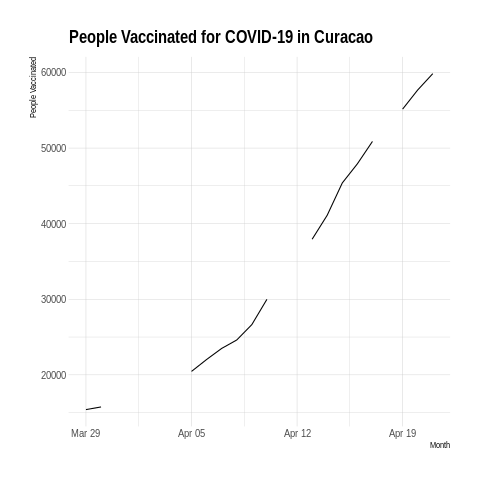 People Vaccinated for COVID-19 in Curacao
People Vaccinated
60000
50000
40000
30000
20000
Mar 29 Apr 05 Apr 12 Apr 19
Month